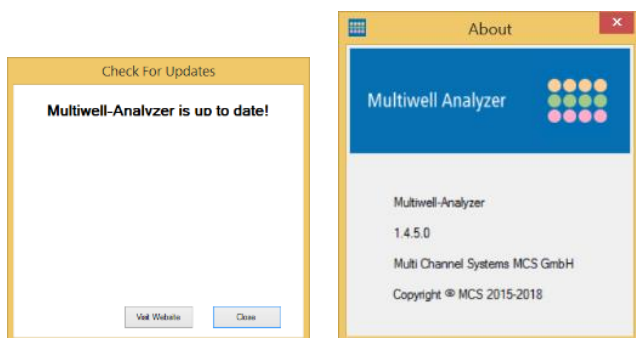 Check For Updates
Multiwell-Analyzer is up to date!
Visit Website
Close
About
Multiwell Analyzer
Multiwell-Analyzer
1.4.5.0
Multi Channel Systems MCS GmbH
Copyright © MCS 2015-2018